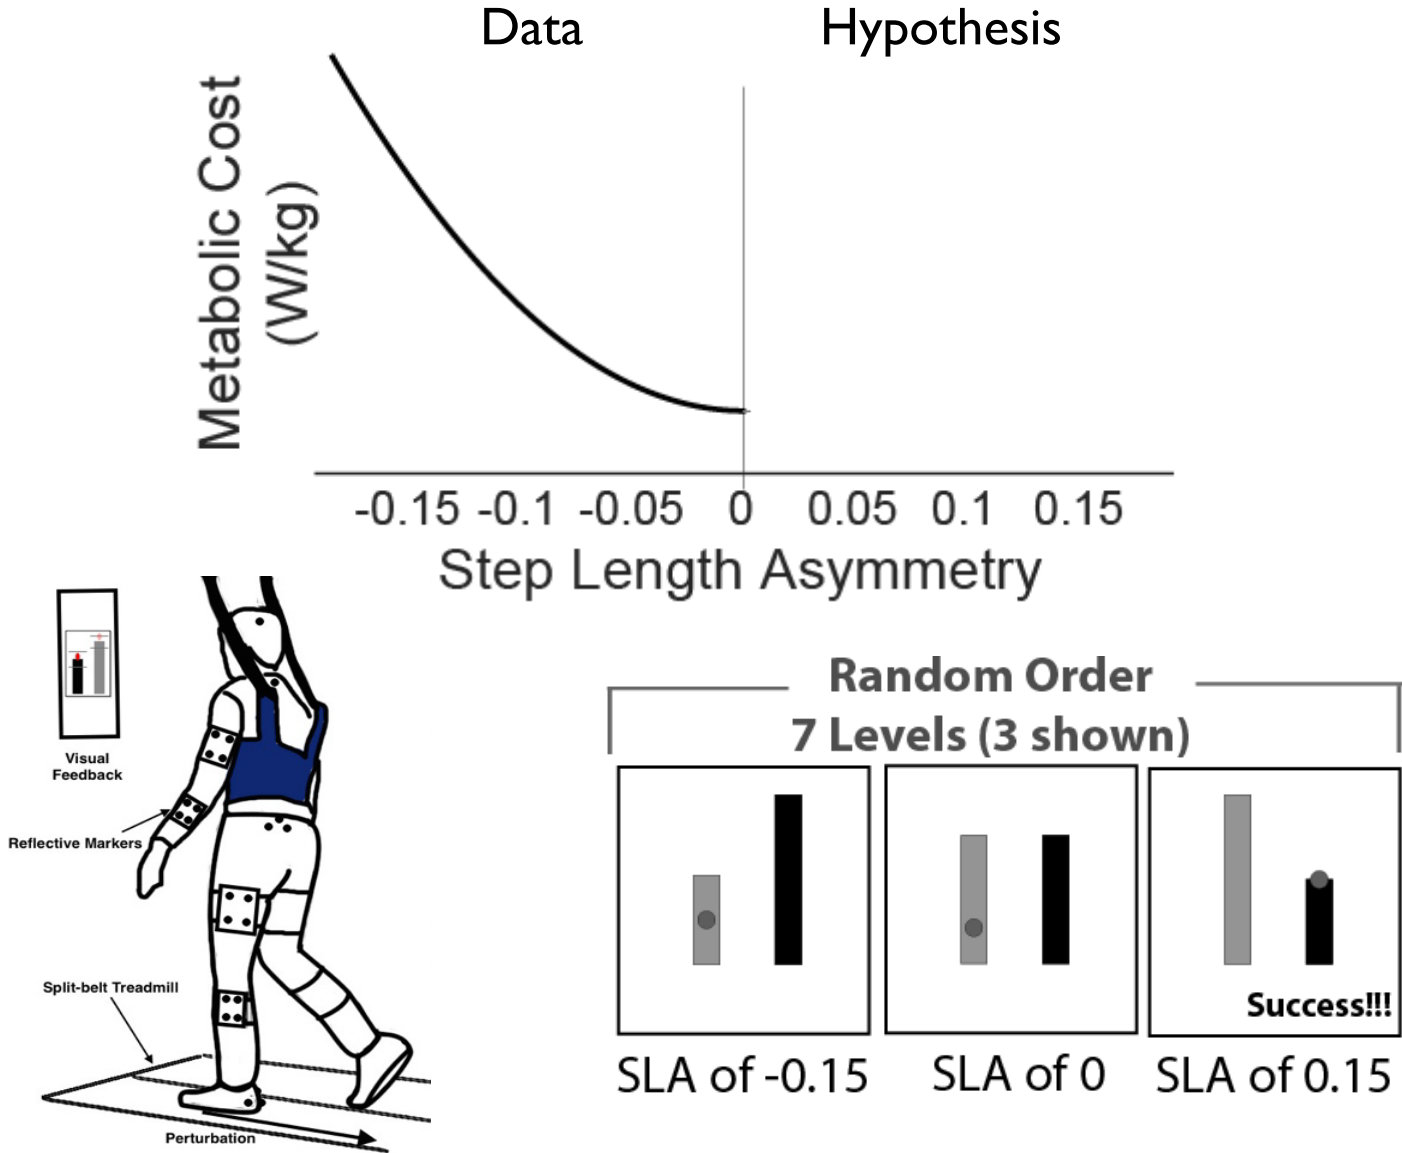 Data
Hypothesis
Metabolic Cost
(W/kg)
-0.15 -0.1 -0.05 0 0.05 0.1 0.15
Step Length Asymmetry
Visual
Feedback
Reflective Markers
Split-belt Treadmill
Perturbation
Random Order
7 Levels (3 shown)
Success!!!
SLA of -0.15
SLA of 0
SLA of 0.15